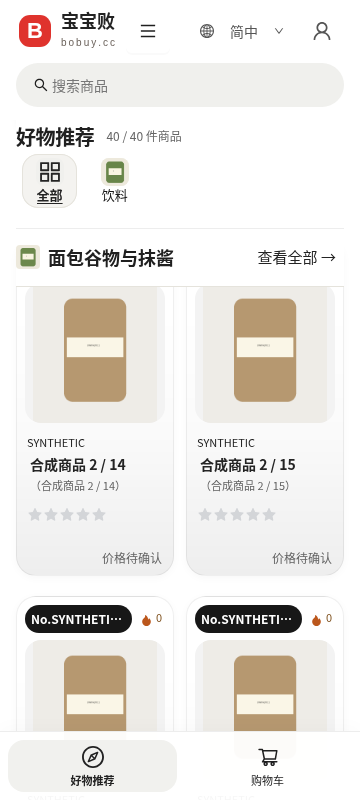 B 宝宝败
bobuy.cc
简中
搜索商品
好物推荐 40 / 40 件商品
全部 饮料
面包谷物与抹酱 查看全部 →
SYNTHETIC SYNTHETIC
合成商品 2 / 14 合成商品 2 / 15
（合成商品 2 / 14） （合成商品 2 / 15）
价格待确认 价格待确认
No.SYNTHETI··· 0 No.SYNTHETI··· 0
好物推荐 购物车